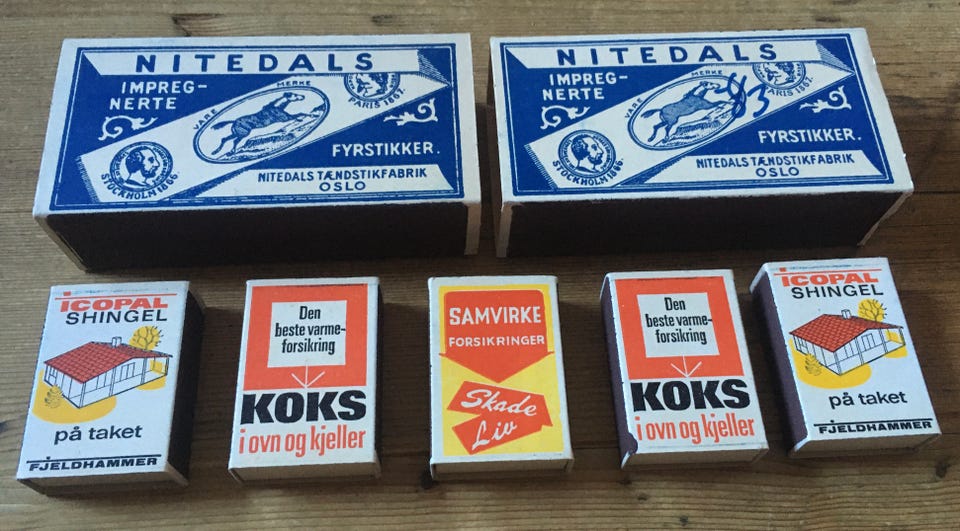 NITEDALS
IMPREG-
NERTE
VARE MERKE
PARIS 1867.
STOCKHOLM 1866.
FYRSTIKKER.
NITEDALS TÆNDSTIKFABRIK
OSLO
NITEDALS
IMPREG-
NERTE
VARE MERKE
PARIS 1867.
STOCKHOLM 1866.
FYRSTIKKER.
NITEDALS TÆNDSTIKFABRIK
OSLO
ICOPAL
SHINGEL
på taket
FJELDHAMMER
Den
beste varme-
forsikring
KOKS
i ovn og kjeller
SAMVIRKE
FORSIKRINGER
Skade
Liv
Den
beste varme-
forsikring
KOKS
i ovn og kjeller
ICOPAL
SHINGEL
på taket
FJELDHAMMER